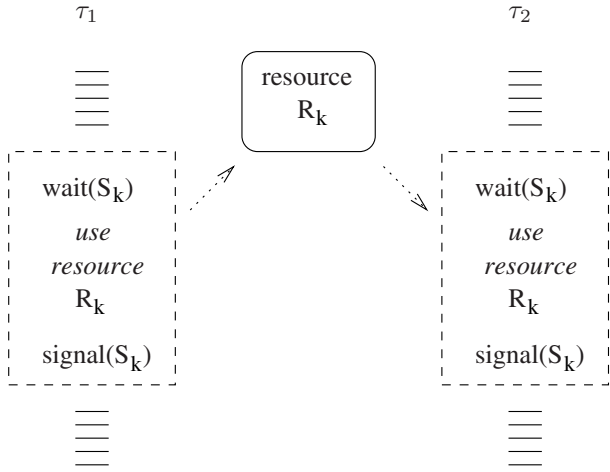 τ1
τ2
resource
Rk
wait(Sk)
use
resource
Rk
signal(Sk)
wait(Sk)
use
resource
Rk
signal(Sk)